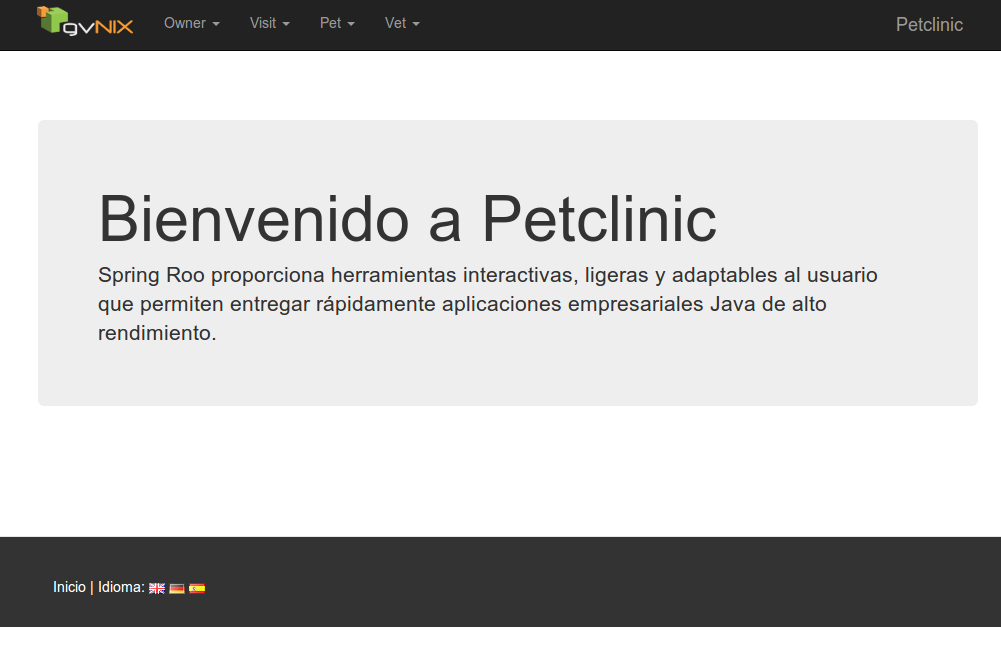 gvNIX Owner Visit Pet Vet Petclinic
Bienvenido a Petclinic
Spring Roo proporciona herramientas interactivas, ligeras y adaptables al usuario
que permiten entregar rápidamente aplicaciones empresariales Java de alto
rendimiento.
Inicio | Idioma: